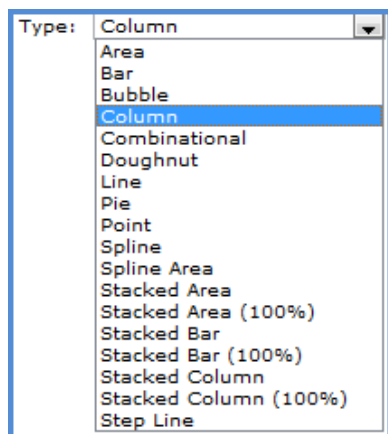 Type: Column
Area
Bar
Bubble
Column
Combinational
Doughnut
Line
Pie
Point
Spline
Spline Area
Stacked Area
Stacked Area (100%)
Stacked Bar
Stacked Bar (100%)
Stacked Column
Stacked Column (100%)
Step Line